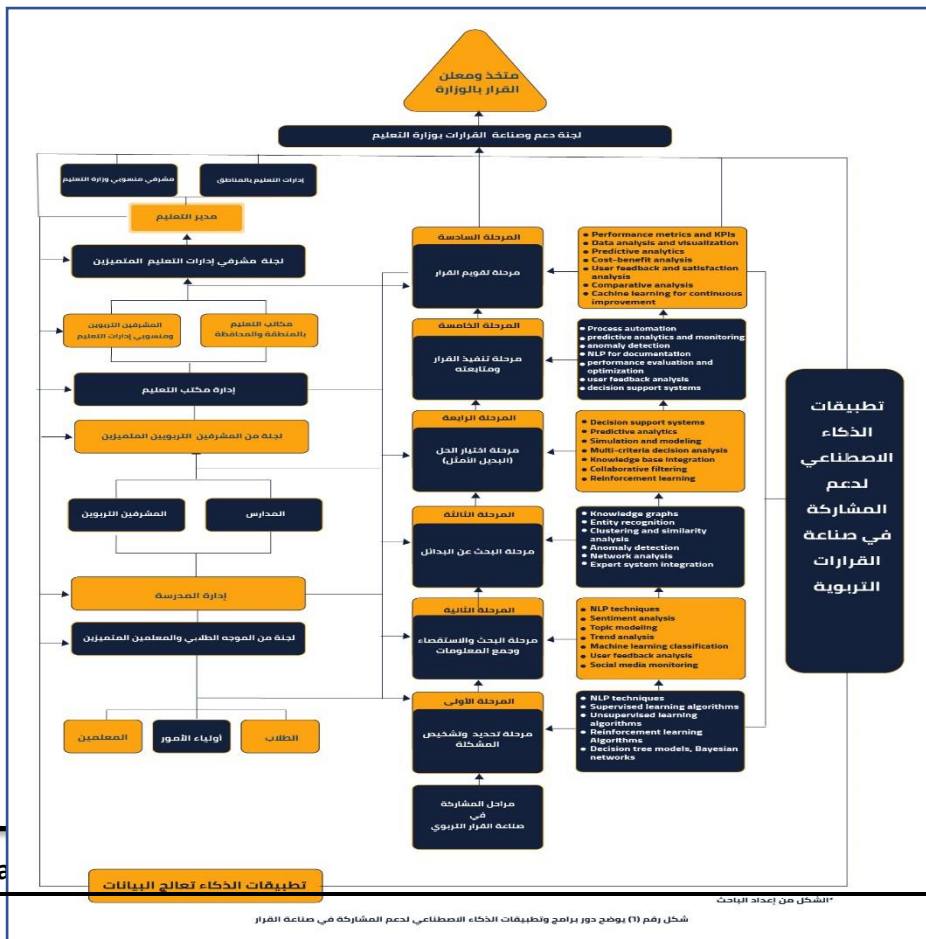 متخذ ومعلن
القرار بالوزارة
لجنة دعم وصناعة القرارات بوزارة التعليم
مشرفي منسوبي وزارة التعليم
إدارات التعليم بالمناطق
مدير التعليم
لجنة مشرفي إدارات التعليم المتميزين
المشرفين التربوين
ومنسوبي إدارات التعليم
مكاتب التعليم
بالمنطقة والمحافظة
إدارة مكتب التعليم
لجنة من المشرفين التربويين المتميزين
المشرفين التربوين
المدارس
إدارة المدرسة
لجنة من الموجه الطلابي والمعلمين المتميزين
المعلمين
أولياء الأمور
الطلاب
المرحلة السادسة
مرحلة تقويم القرار
المرحلة الخامسة
مرحلة تنفيذ القرار
ومتابعته
المرحلة الرابعة
مرحلة اختيار الحل
(البديل الأمثل)
المرحلة الثالثة
مرحلة البحث عن البدائل
المرحلة الثانية
مرحلة البحث والاستقصاء
وجمع المعلومات
المرحلة الأولى
مرحلة تحديد وتشخيص
المشكلة
مراحل المشاركة
في
صناعة القرار التربوي
• Performance metrics and KPIs
• Data analysis and visualization
• Predictive analytics
• Cost-benefit analysis
• User feedback and satisfaction
analysis
• Comparative analysis
• Cachine learning for continuous
improvement
• Process automation
• predictive analytics and monitoring
• anomaly detection
• NLP for documentation
• performance evaluation and
optimization
• user feedback analysis
• decision support systems
• Decision support systems
• Predictive analytics
• Simulation and modeling
• Multi-criteria decision analysis
• Knowledge base integration
• Collaborative filtering
• Reinforcement learning
• Knowledge graphs
• Entity recognition
• Clustering and similarity
analysis
• Anomaly detection
• Network analysis
• Expert system integration
• NLP techniques
• Sentiment analysis
• Topic modeling
• Trend analysis
• Machine learning classification
• User feedback analysis
• Social media monitoring
• NLP techniques
• Supervised learning algorithms
• Unsupervised learning
algorithms
• Reinforcement learning
Algorithms
• Decision tree models, Bayesian
networks
تطبيقات
الذكاء
الاصطناعي
لدعم
المشاركة
في صناعة
القرارات
التربوية
تطبيقات الذكاء تعالج البيانات
*الشكل من إعداد الباحث
شكل رقم (٦) يوضح دور برامج وتطبيقات الذكاء الاصطناعي لدعم المشاركة في صناعة القرار